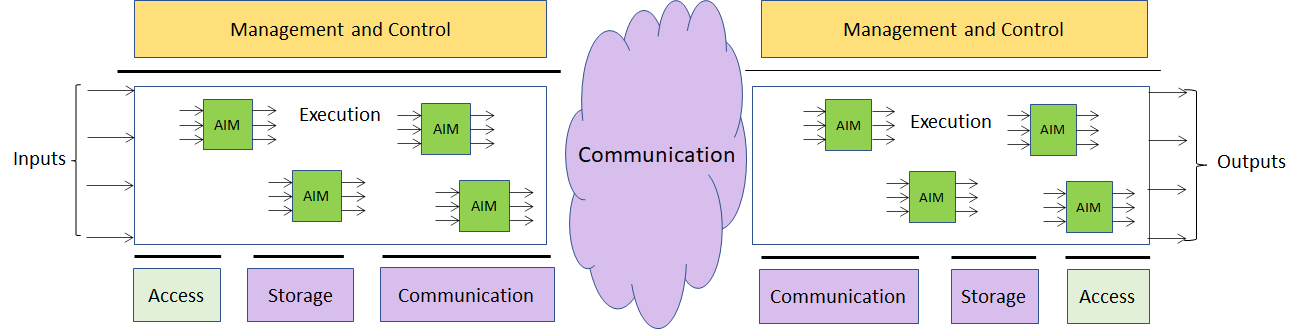 Management and Control
Management and Control
Inputs
Execution
AIM
AIM
AIM
AIM
Communication
Execution
AIM
AIM
AIM
AIM
Outputs
Access
Storage
Communication
Communication
Storage
Access